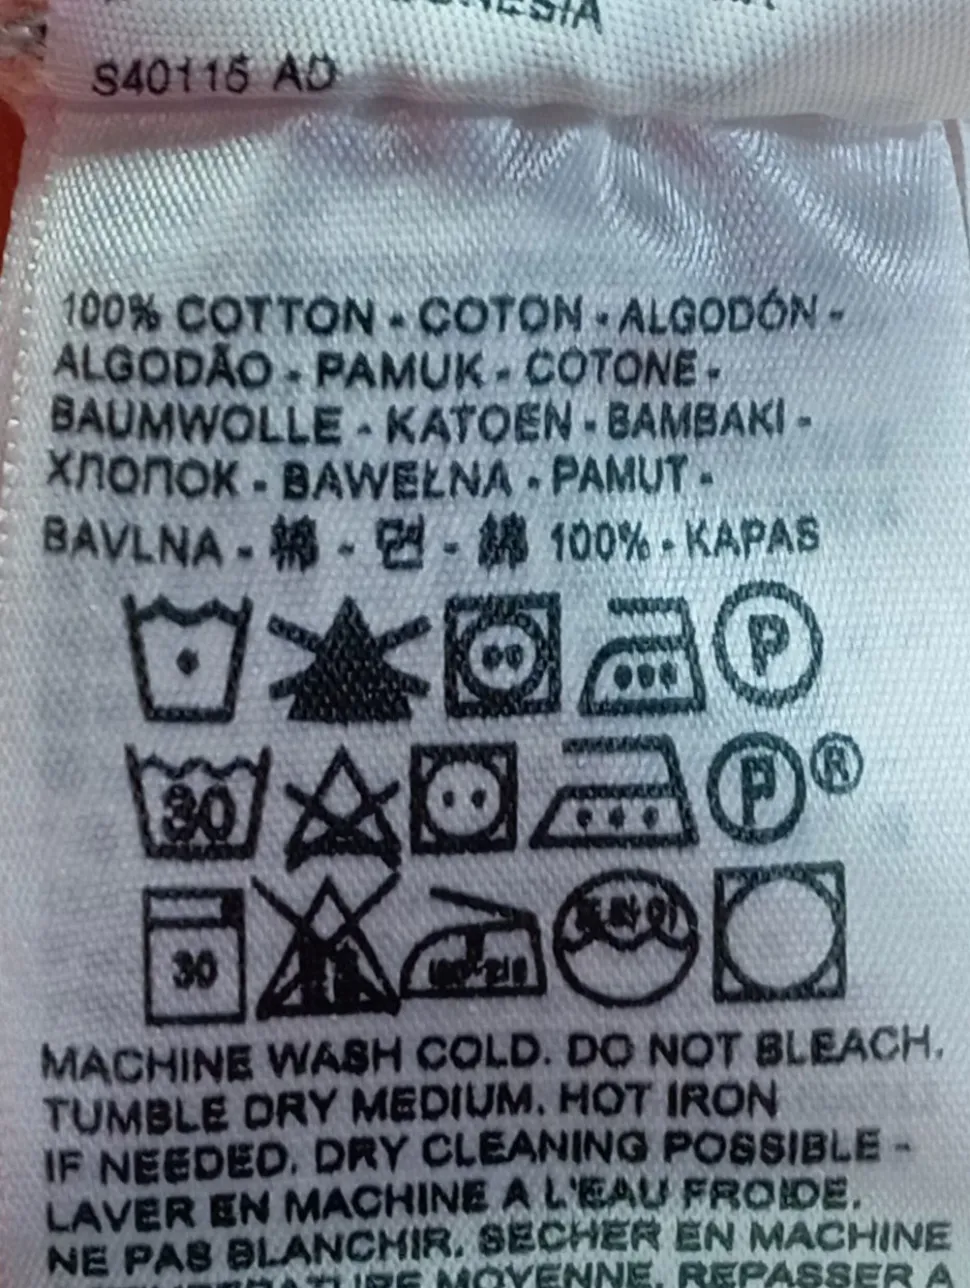 S40115 AD
100% COTTON - COTON - ALGODÓN -
ALGODÃO - PAMUK - COTONE -
BAUMWOLLE - KATOEN - BAMBAKI -
ХЛОПОК - BAWEŁNA - PAMUT -
BAVLNA - 棉 - 면 - 綿 100% - KAPAS
P
30 P®
30
MACHINE WASH COLD. DO NOT BLEACH.
TUMBLE DRY MEDIUM. HOT IRON
IF NEEDED. DRY CLEANING POSSIBLE -
LAVER EN MACHINE A L'EAU FROIDE.
NE PAS BLANCHIR. SECHER EN MACHINE
MOYENNE. REPASSER A